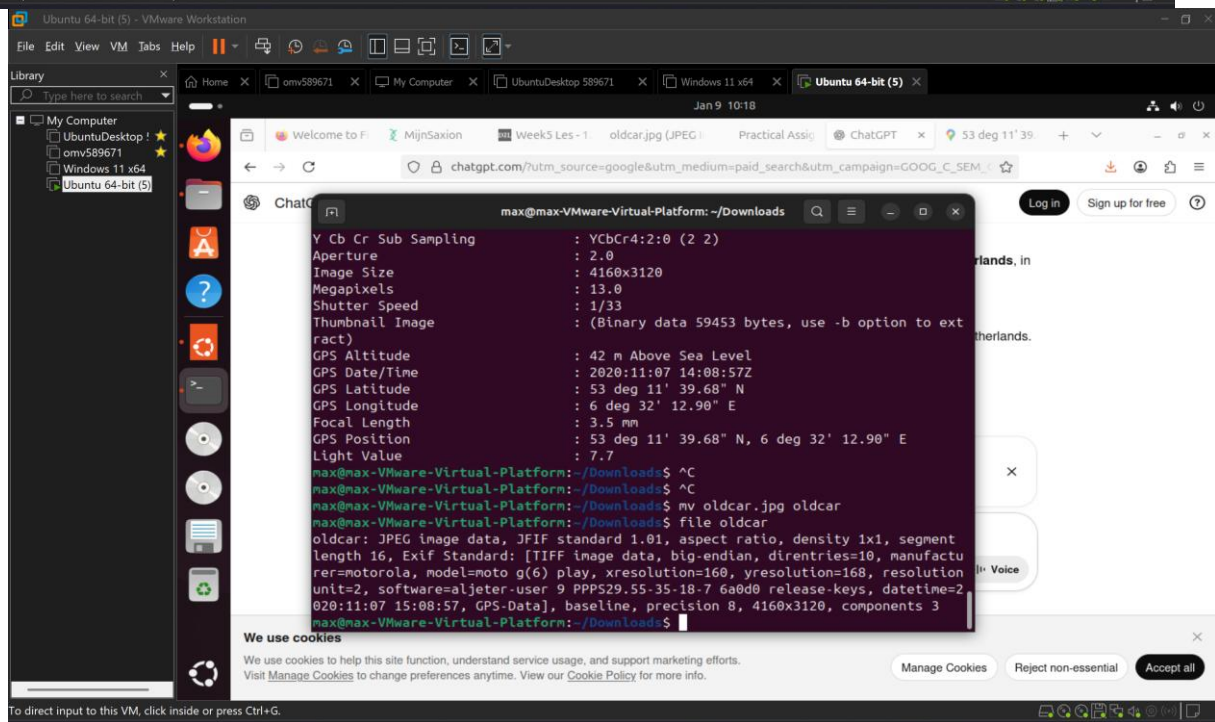 Ubuntu 64-bit (5) - VMware Workstation
File Edit View VM Tabs Help
Library
Type here to search
My Computer
UbuntuDesktop !
omv589671
Windows 11 x64
Ubuntu 64-bit (5)
Home omv589671 My Computer UbuntuDesktop 589671 Windows 11 x64 Ubuntu 64-bit (5)
Jan 9 10:18
Welcome to Fi MijnSaxion Week5 Les - 1 oldcar.jpg (JPEG I Practical Assig ChatGPT 53 deg 11' 39.
chatgpt.com/?utm_source=google&utm_medium=paid_search&utm_campaign=GOOG_C_SEM_
ChatG Log in Sign up for free
max@max-VMware-Virtual-Platform: ~/Downloads
Y Cb Cr Sub Sampling : YCbCr4:2:0 (2 2)
Aperture : 2.0
Image Size : 4160x3120
Megapixels : 13.0
Shutter Speed : 1/33
Thumbnail Image : (Binary data 59453 bytes, use -b option to ext
ract)
GPS Altitude : 42 m Above Sea Level
GPS Date/Time : 2020:11:07 14:08:57Z
GPS Latitude : 53 deg 11' 39.68" N
GPS Longitude : 6 deg 32' 12.90" E
Focal Length : 3.5 mm
GPS Position : 53 deg 11' 39.68" N, 6 deg 32' 12.90" E
Light Value : 7.7
max@max-VMware-Virtual-Platform:~/Downloads$ ^C
max@max-VMware-Virtual-Platform:~/Downloads$ ^C
max@max-VMware-Virtual-Platform:~/Downloads$ mv oldcar.jpg oldcar
max@max-VMware-Virtual-Platform:~/Downloads$ file oldcar
oldcar: JPEG image data, JFIF standard 1.01, aspect ratio, density 1x1, segment
length 16, Exif Standard: [TIFF image data, big-endian, direntries=10, manufactu
rer=motorola, model=moto g(6) play, xresolution=160, yresolution=168, resolution
unit=2, software=aljeter-user 9 PPPS29.55-35-18-7 6a0d0 release-keys, datetime=2
020:11:07 15:08:57, GPS-Data], baseline, precision 8, 4160x3120, components 3
max@max-VMware-Virtual-Platform:~/Downloads$
rlands, in
therlands.
Voice
We use cookies
We use cookies to help this site function, understand service usage, and support marketing efforts.
Visit Manage Cookies to change preferences anytime. View our Cookie Policy for more info.
Manage Cookies Reject non-essential Accept all
To direct input to this VM, click inside or press Ctrl+G.